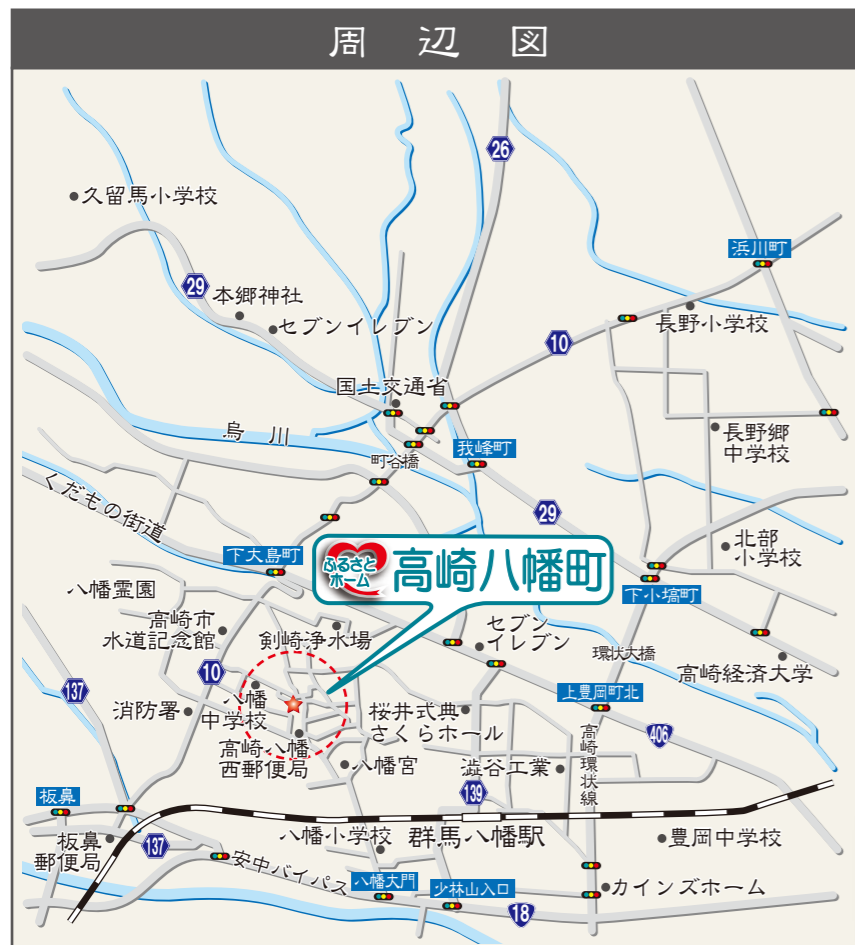 周辺図
26
久留馬小学校
浜川町
29
本郷神社
セブンイレブン
長野小学校
10
国土交通省
烏川
町谷橋
我峰町
長野郷
中学校
くだもの街道
29
下大島町
ふるさと
ホーム
高崎八幡町
北部
小学校
八幡霊園
高崎市
水道記念館
剣崎浄水場
セブン
イレブン
下小塙町
環状大橋
高崎経済大学
10
137
八幡
中学校
消防署
桜井式典
さくらホール
上豊岡町北
406
高崎八幡
西郵便局
八幡宮
澁谷工業
高崎環状線
139
板鼻
板鼻
郵便局
137
八幡小学校
群馬八幡駅
豊岡中学校
安中バイパス
八幡大門
少林山入口
カインズホーム
18